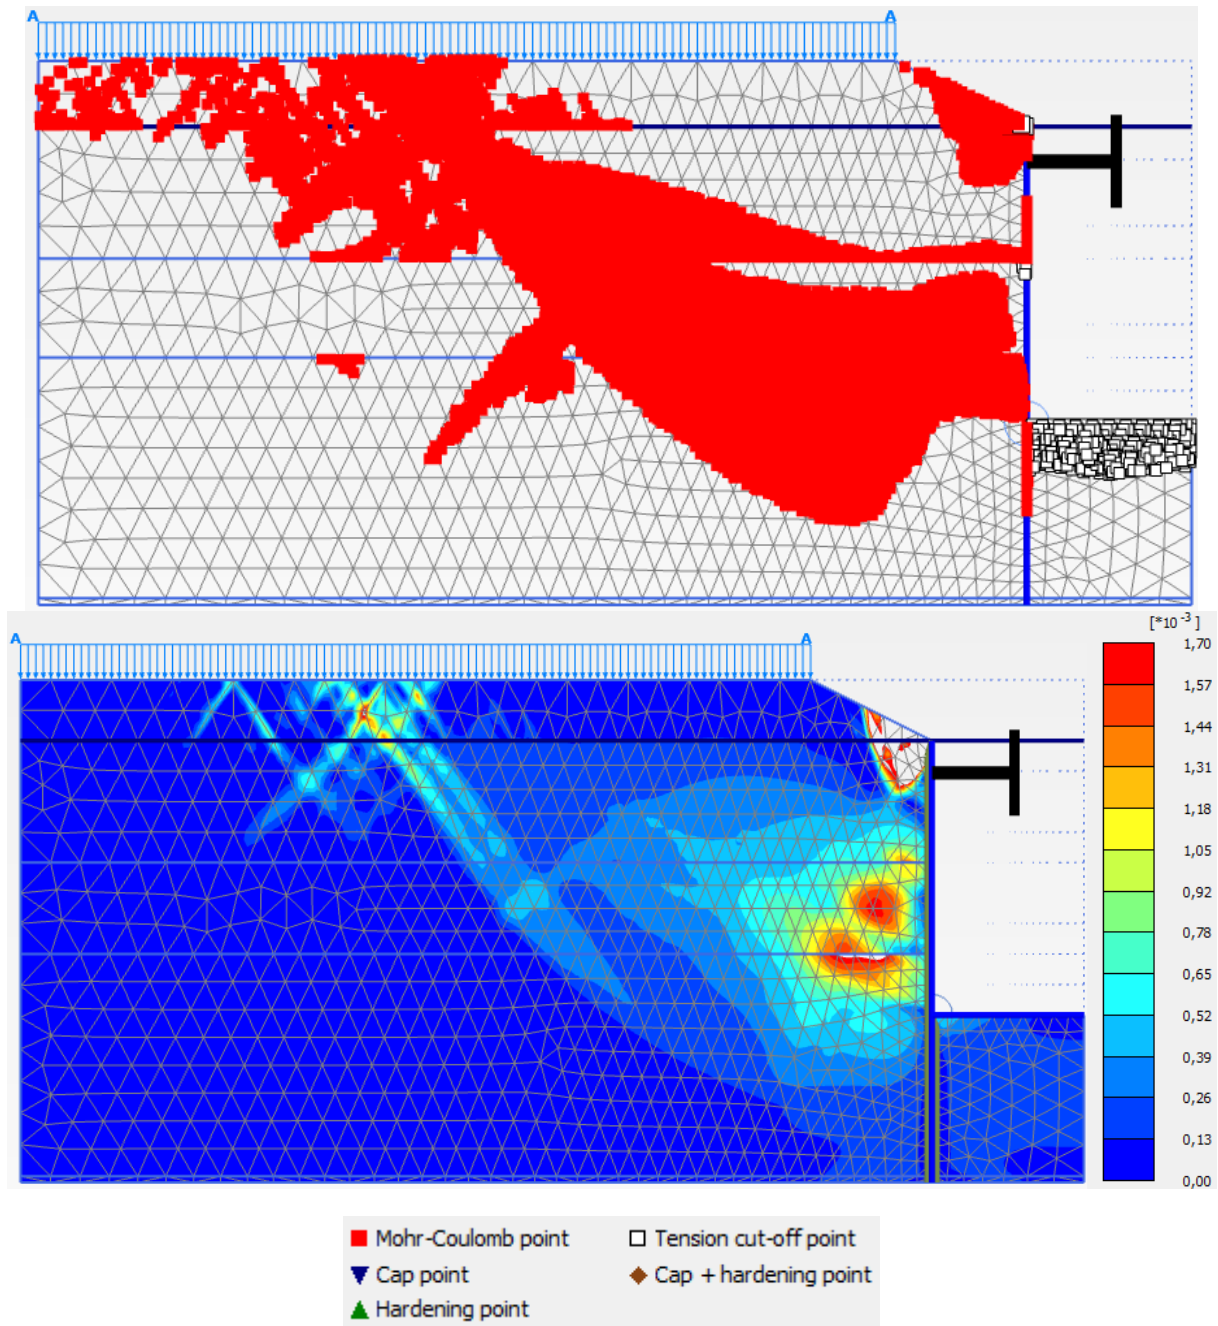 A A
[*10 -3 ]
A A
1,70
1,57
1,44
1,31
1,18
1,05
0,92
0,78
0,65
0,52
0,39
0,26
0,13
0,00
Mohr-Coulomb point Tension cut-off point
Cap point Cap + hardening point
Hardening point